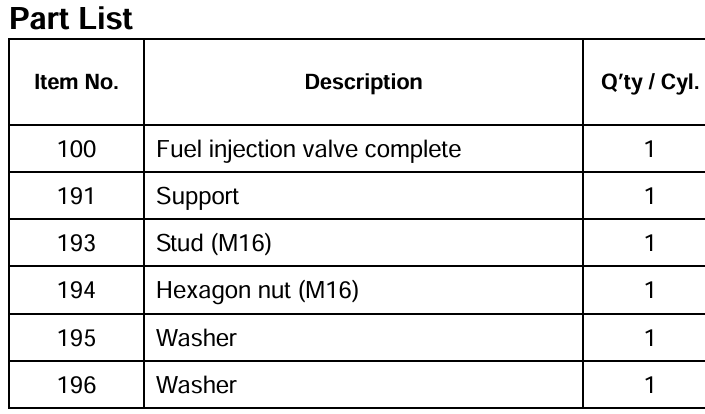 Part List
Item No. Description Q'ty / Cyl.
100 Fuel injection valve complete 1
191 Support 1
193 Stud (M16) 1
194 Hexagon nut (M16) 1
195 Washer 1
196 Washer 1